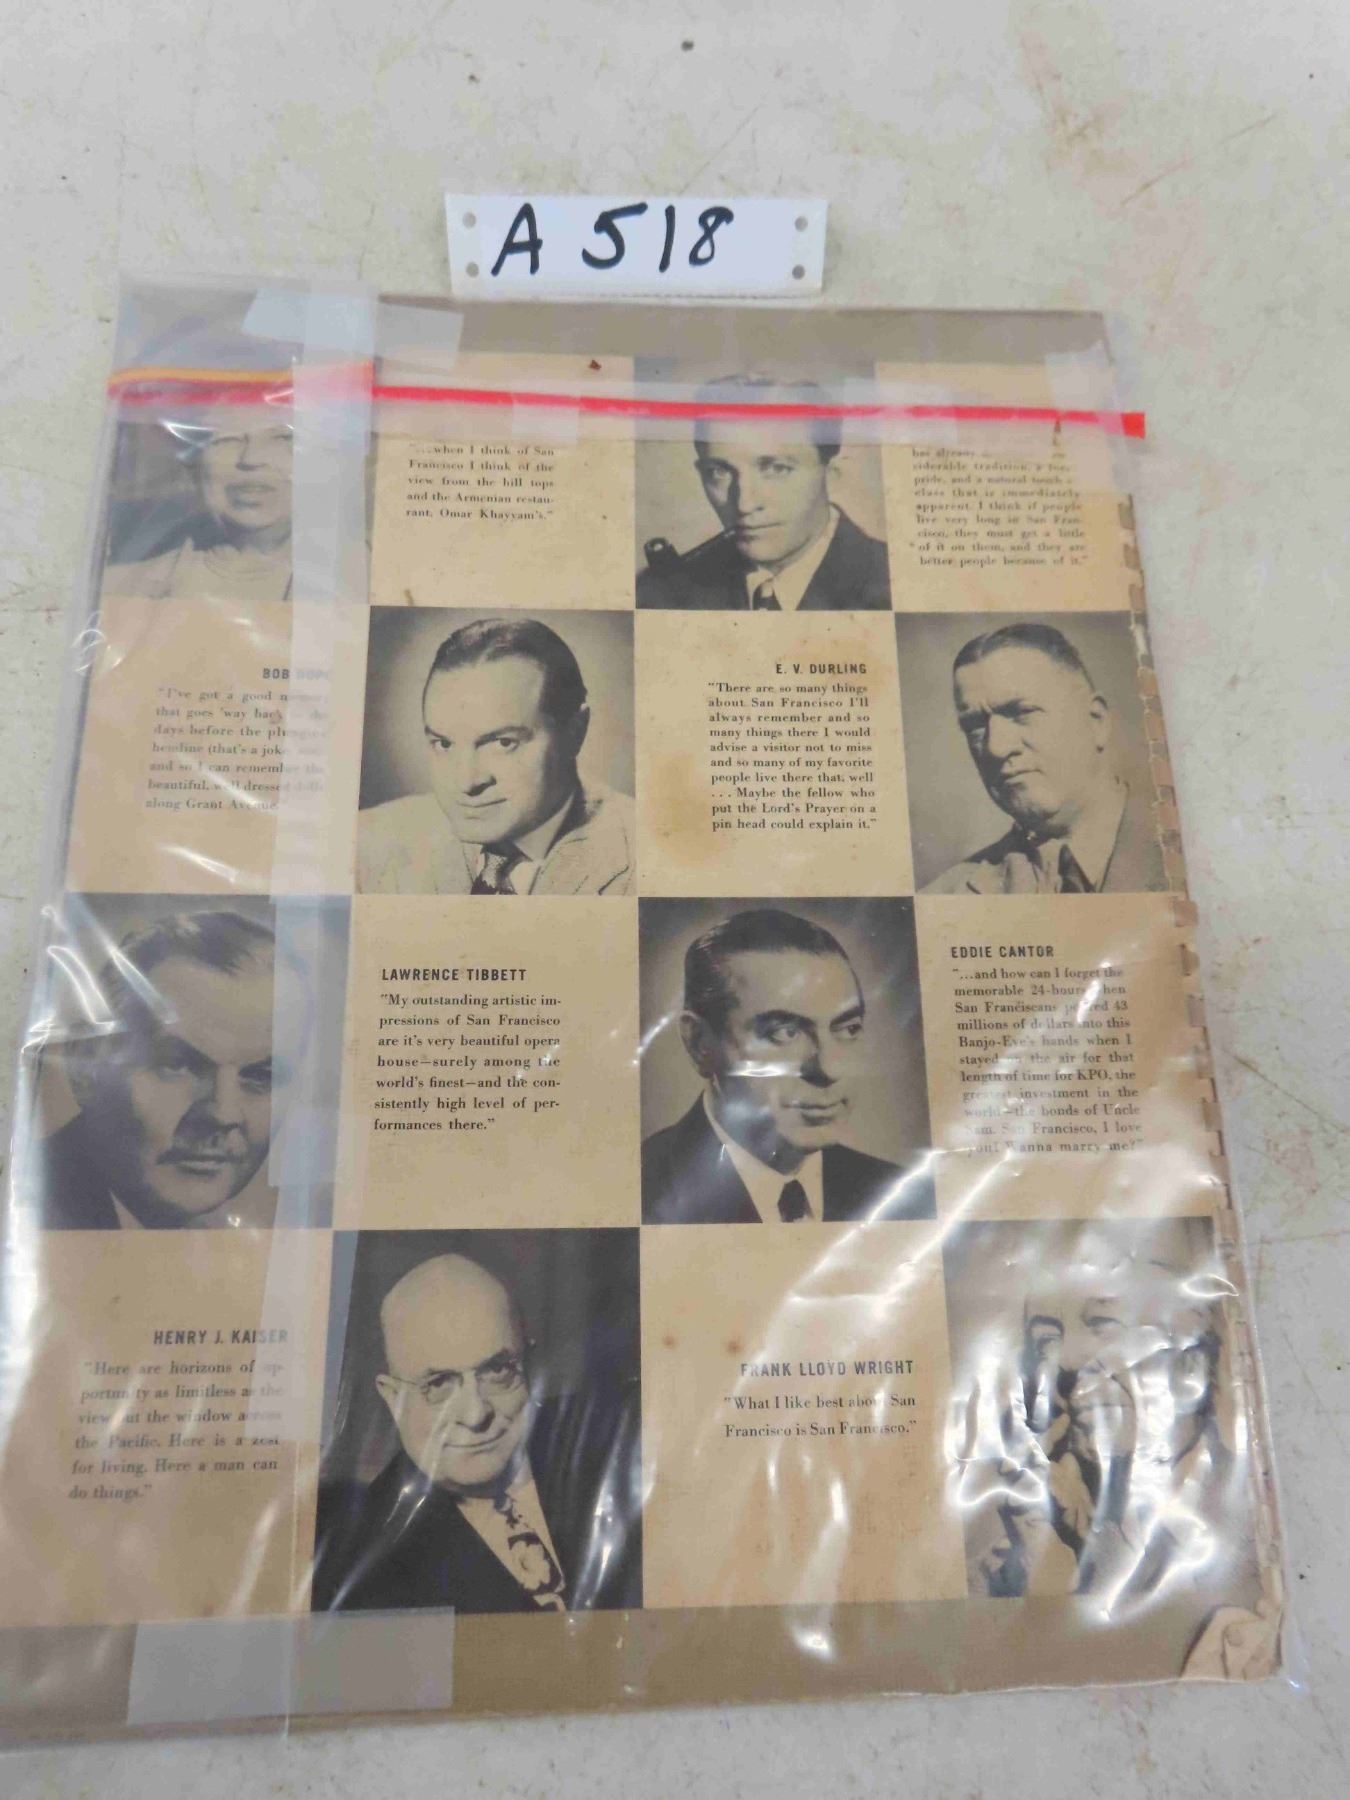 A 518
"...when I think of San
Francisco I think of the
view from the hill tops
and the Armenian restau-
rant, Omar Khayyam's."
has already
siderable tradition, a
pride, and a natural touch
class that is immediately
apparent. I think if people
live very long in San Fran-
cisco, they must get a little
of it on them, and they are
better people because of it."
BOB HOPE
"I've got a good
that goes 'way back
days before the
hemline (that's a joke
and so I can remember the
beautiful, well dressed dolls
along Grant Avenue."
E. V. DURLING
"There are so many things
about San Francisco I'll
always remember and so
many things there I would
advise a visitor not to miss
and so many of my favorite
people live there that, well
. . . Maybe the fellow who
put the Lord's Prayer on a
pin head could explain it."
LAWRENCE TIBBETT
"My outstanding artistic im-
pressions of San Francisco
are it's very beautiful opera
house—surely among the
world's finest—and the con-
sistently high level of per-
formances there."
EDDIE CANTOR
"...and how can I forget the
memorable 24-hours when
San Franciscans poured 43
millions of dollars into this
Banjo-Eye's hands when I
stayed on the air for that
length of time for KPO, the
greatest investment in the
world—the bonds of Uncle
Sam. San Francisco, I love
you! Wanna marry me?"
HENRY J. KAISER
"Here are horizons of op-
portunity as limitless as the
view out the window across
the Pacific. Here is a zest
for living. Here a man can
do things."
FRANK LLOYD WRIGHT
"What I like best about San
Francisco is San Francisco."